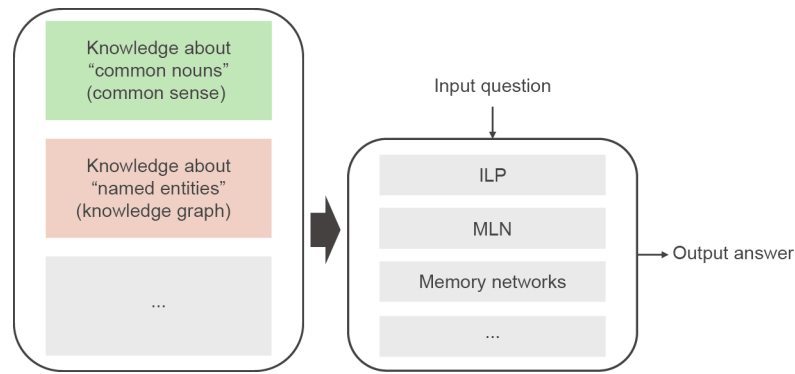 Knowledge about
“common nouns”
(common sense)
Knowledge about
“named entities”
(knowledge graph)
...
Input question
ILP
MLN
Memory networks
...
Output answer